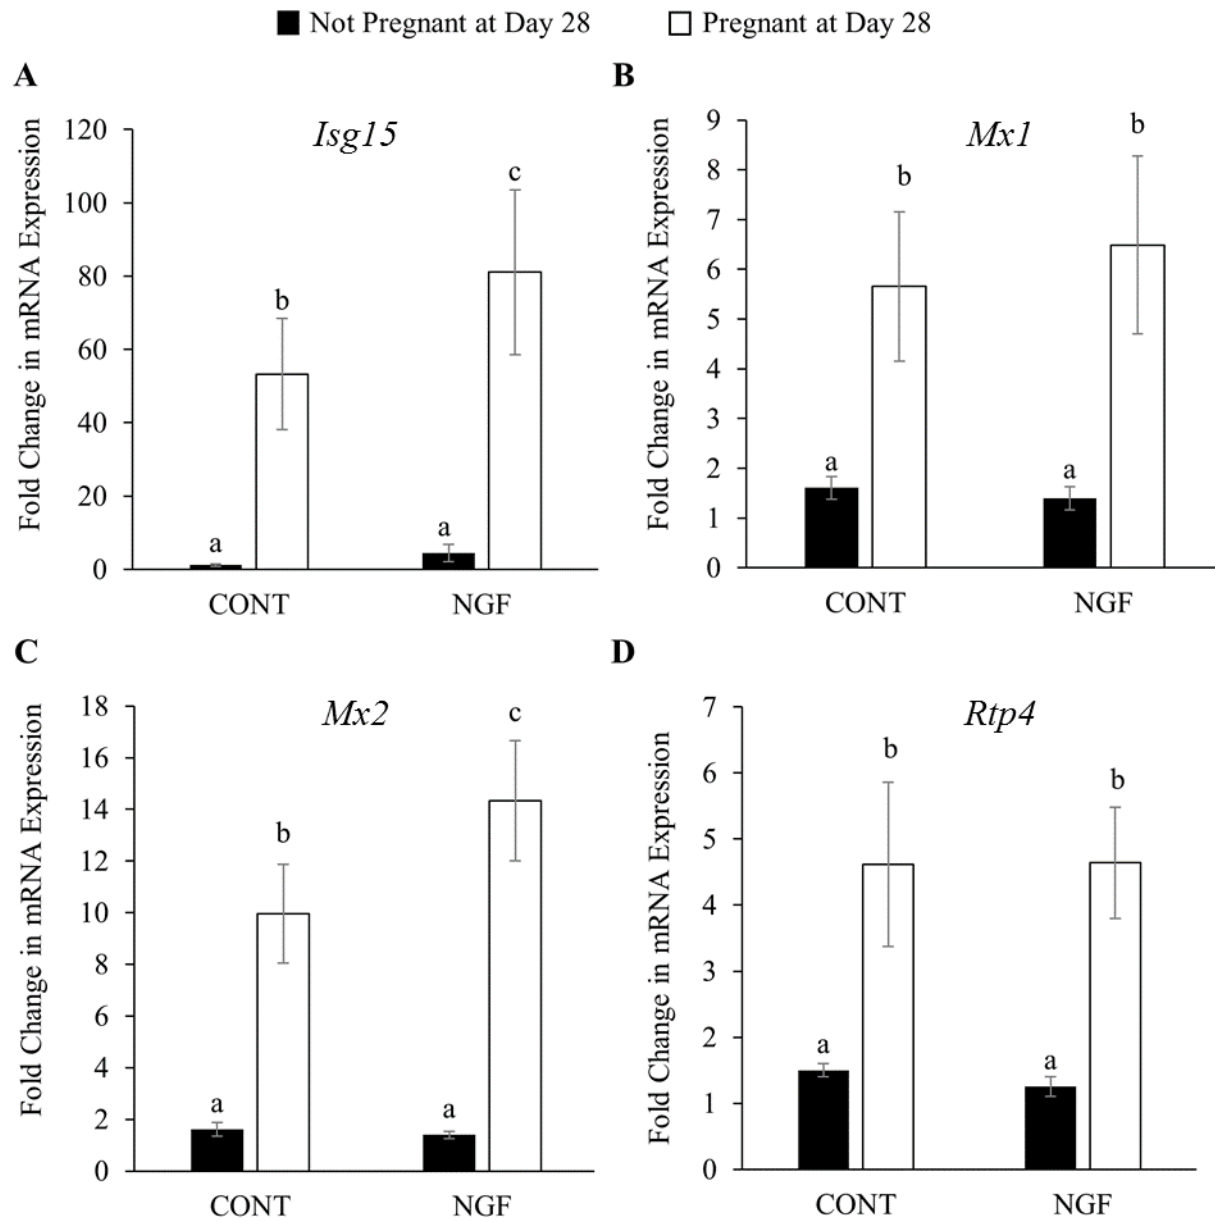 Not Pregnant at Day 28
Pregnant at Day 28
A
Isg15
Fold Change in mRNA Expression
120
100
80
60
40
20
0
a
b
a
c
CONT
NGF
B
Mx1
Fold Change in mRNA Expression
9
8
7
6
5
4
3
2
1
0
a
b
a
b
CONT
NGF
C
Mx2
Fold Change in mRNA Expression
18
16
14
12
10
8
6
4
2
0
a
b
a
c
CONT
NGF
D
Rtp4
Fold Change in mRNA Expression
7
6
5
4
3
2
1
0
a
b
a
b
CONT
NGF